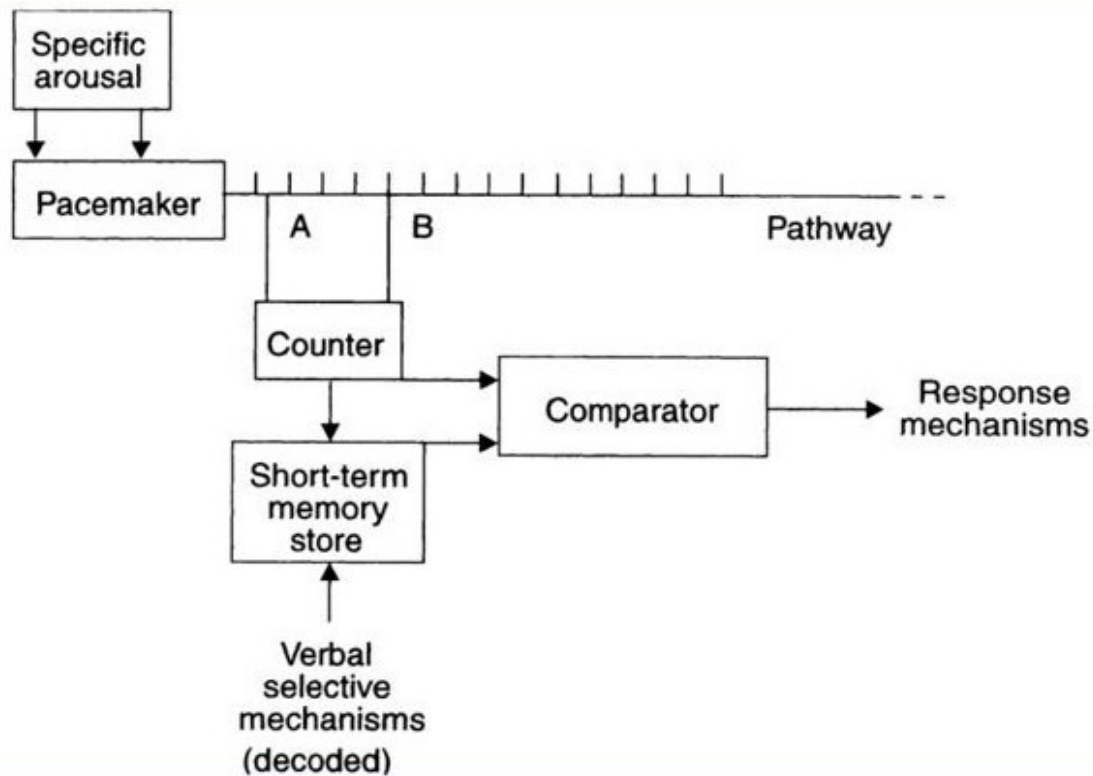 Specific
arousal
Pacemaker
A
B
Pathway
Counter
Comparator
Response
mechanisms
Short-term
memory
store
Verbal
selective
mechanisms
(decoded)